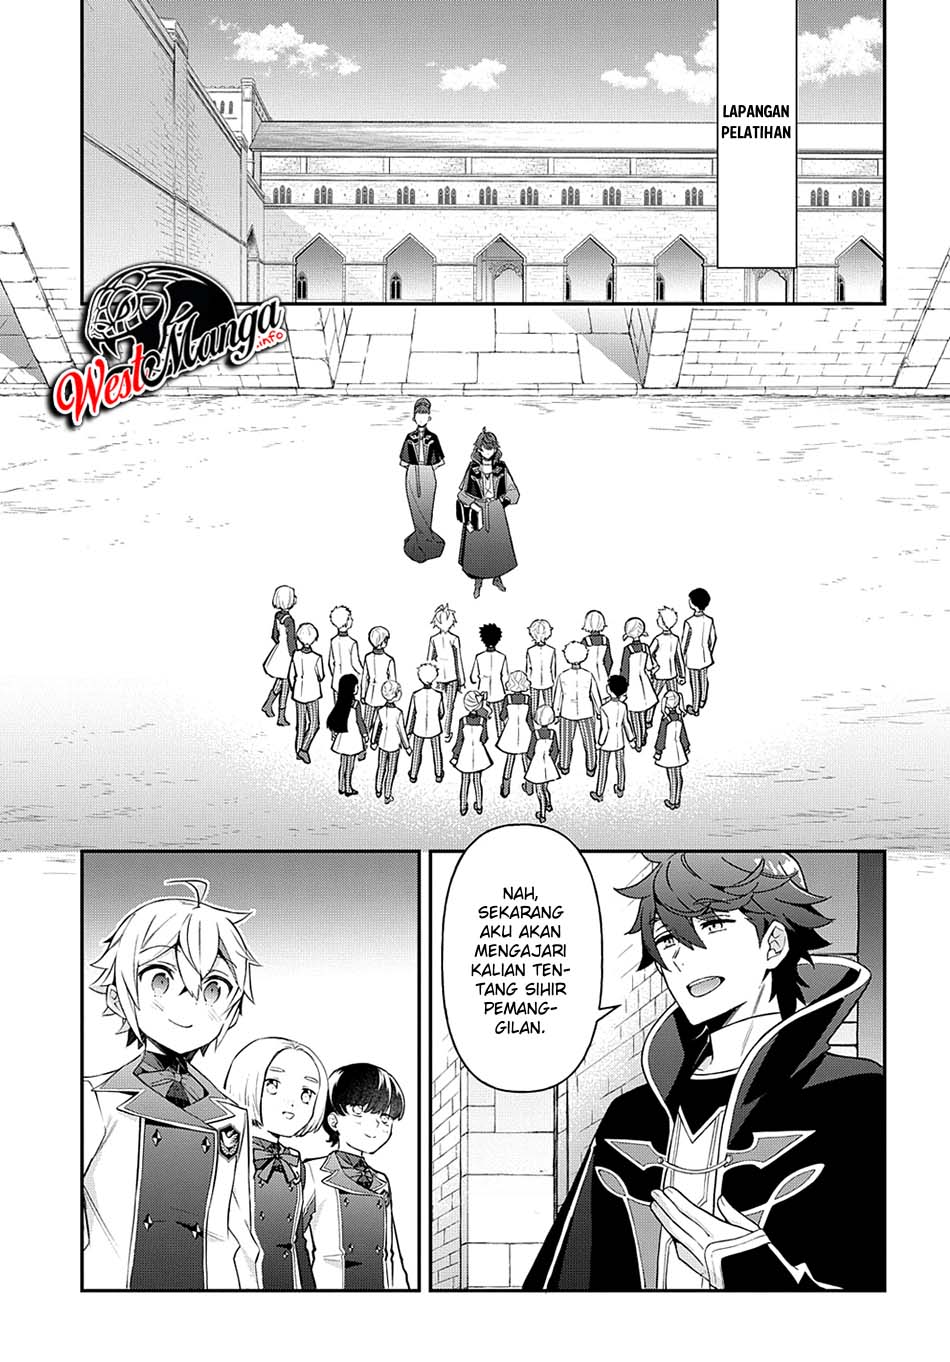 LAPANGAN
PELATIHAN
WestManga
.info
NAH,
SEKARANG
AKU AKAN
MENGAJARI
KALIAN TEN-
TANG SIHIR
PEMANG-
GILAN.